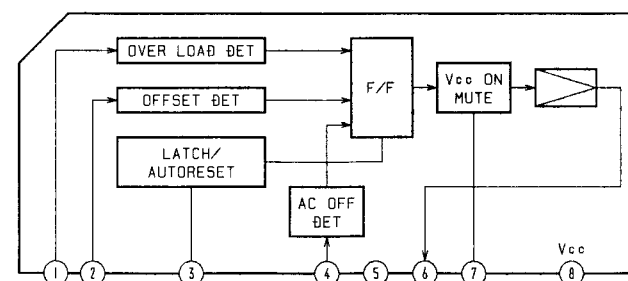 OVER LOAD DET
OFFSET DET
LATCH/
AUTORESET
F/F
Vcc ON
MUTE
AC OFF
DET
Vcc
1 2 3 4 5 6 7 8